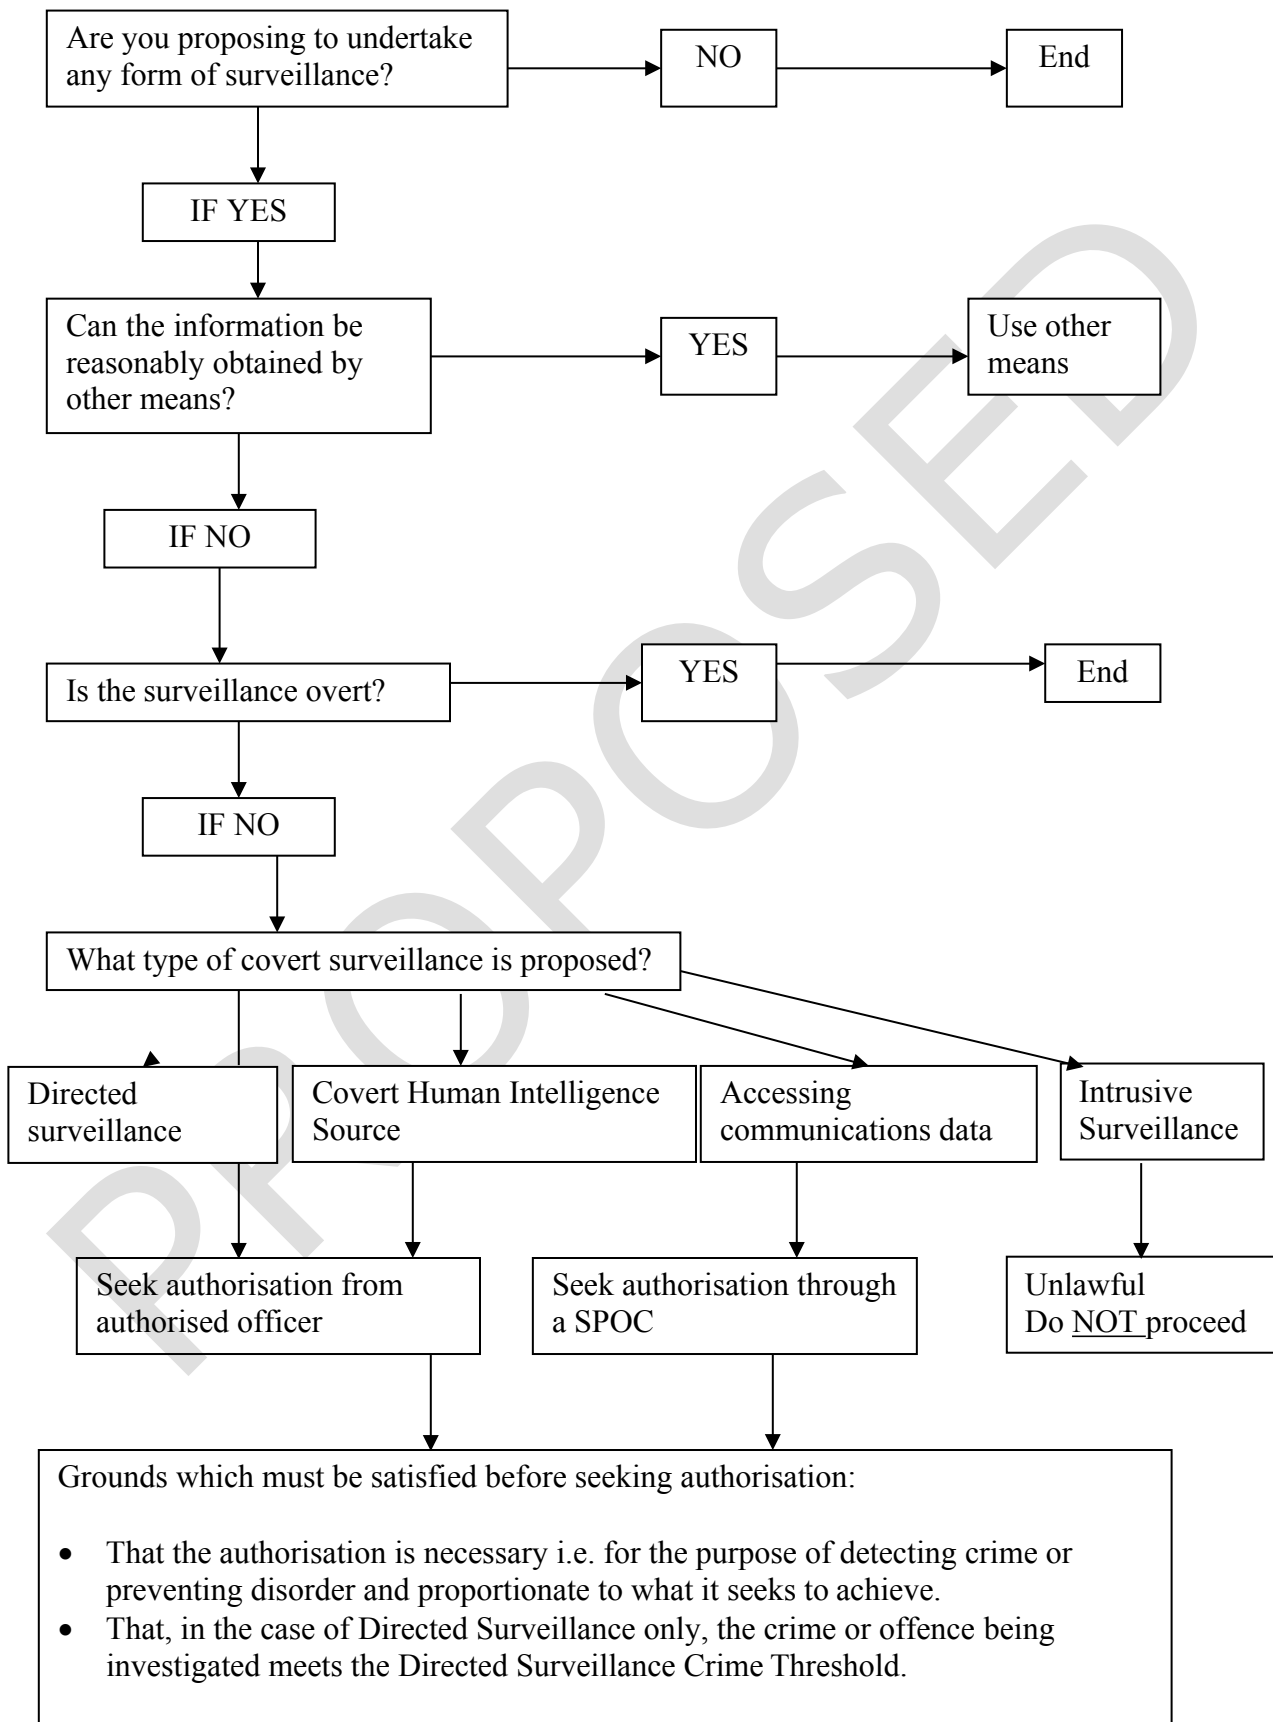 Are you proposing to undertake
any form of surveillance?
NO
End
IF YES
Can the information be
reasonably obtained by
other means?
YES
Use other
means
IF NO
Is the surveillance overt?
YES
End
IF NO
What type of covert surveillance is proposed?
Directed
surveillance
Covert Human Intelligence
Source
Accessing
communications data
Intrusive
Surveillance
Seek authorisation from
authorised officer
Seek authorisation through
a SPOC
Unlawful
Do NOT proceed
Grounds which must be satisfied before seeking authorisation:
• That the authorisation is necessary i.e. for the purpose of detecting crime or
preventing disorder and proportionate to what it seeks to achieve.
• That, in the case of Directed Surveillance only, the crime or offence being
investigated meets the Directed Surveillance Crime Threshold.
PROPOSED